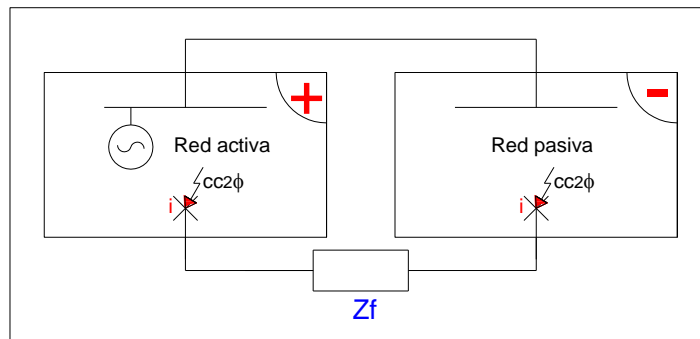 +
-
Red activa
Red pasiva
cc2ϕ
cc2ϕ
i
i
Zf